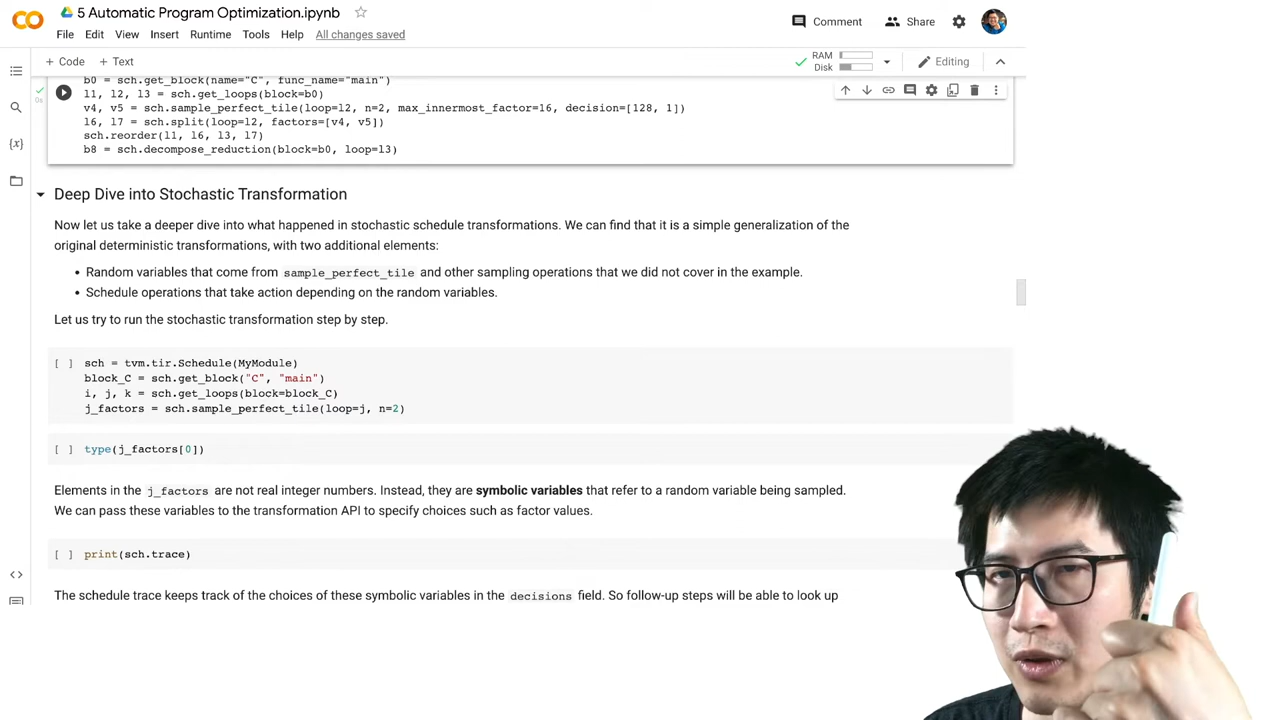 5 Automatic Program Optimization.ipynb
Comment
Share
File Edit View Insert Runtime Tools Help All changes saved
+ Code + Text
RAM
Disk
Editing
b0 = sch.get_block(name="C", func_name="main")
l1, l2, l3 = sch.get_loops(block=b0)
v4, v5 = sch.sample_perfect_tile(loop=l2, n=2, max_innermost_factor=16, decision=[128, 1])
l6, l7 = sch.split(loop=l2, factors=[v4, v5])
sch.reorder(l1, l6, l3, l7)
b8 = sch.decompose_reduction(block=b0, loop=l3)
0s
{x}
Deep Dive into Stochastic Transformation
Now let us take a deeper dive into what happened in stochastic schedule transformations. We can find that it is a simple generalization of the
original deterministic transformations, with two additional elements:
• Random variables that come from sample_perfect_tile and other sampling operations that we did not cover in the example.
• Schedule operations that take action depending on the random variables.
Let us try to run the stochastic transformation step by step.
[ ] sch = tvm.tir.Schedule(MyModule)
block_C = sch.get_block("C", "main")
i, j, k = sch.get_loops(block=block_C)
j_factors = sch.sample_perfect_tile(loop=j, n=2)
[ ] type(j_factors[0])
Elements in the j_factors are not real integer numbers. Instead, they are symbolic variables that refer to a random variable being sampled.
We can pass these variables to the transformation API to specify choices such as factor values.
[ ] print(sch.trace)
The schedule trace keeps track of the choices of these symbolic variables in the decisions field. So follow-up steps will be able to look up